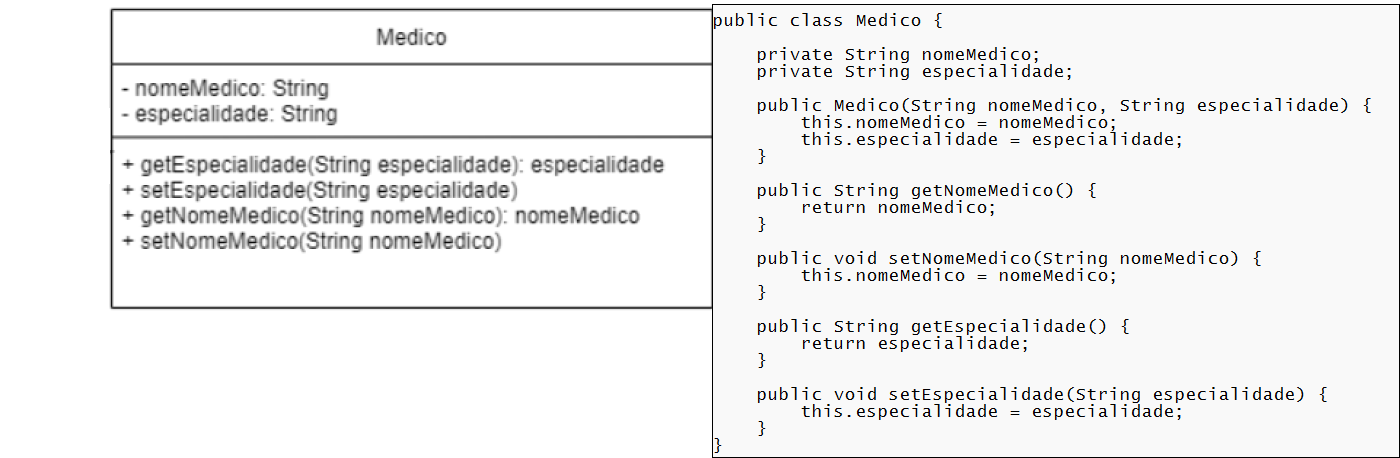 Medico
- nomeMedico: String
- especialidade: String
+ getEspecialidade(String especialidade): especialidade
+ setEspecialidade(String especialidade)
+ getNomeMedico(String nomeMedico): nomeMedico
+ setNomeMedico(String nomeMedico)
public class Medico {
    private String nomeMedico;
    private String especialidade;
    public Medico(String nomeMedico, String especialidade) {
        this.nomeMedico = nomeMedico;
        this.especialidade = especialidade;
    }
    public String getNomeMedico() {
        return nomeMedico;
    }
    public void setNomeMedico(String nomeMedico) {
        this.nomeMedico = nomeMedico;
    }
    public String getEspecialidade() {
        return especialidade;
    }
    public void setEspecialidade(String especialidade) {
        this.especialidade = especialidade;
    }
}